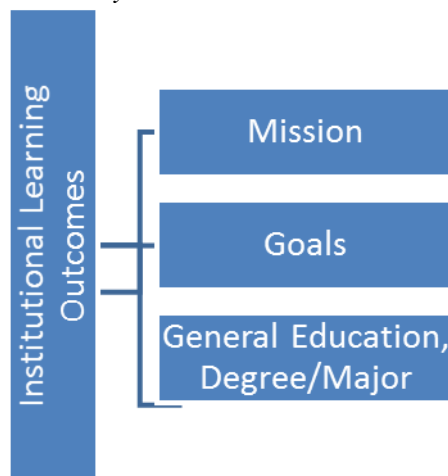 Institutional Learning
Outcomes
Mission
Goals
General Education,
Degree/Major